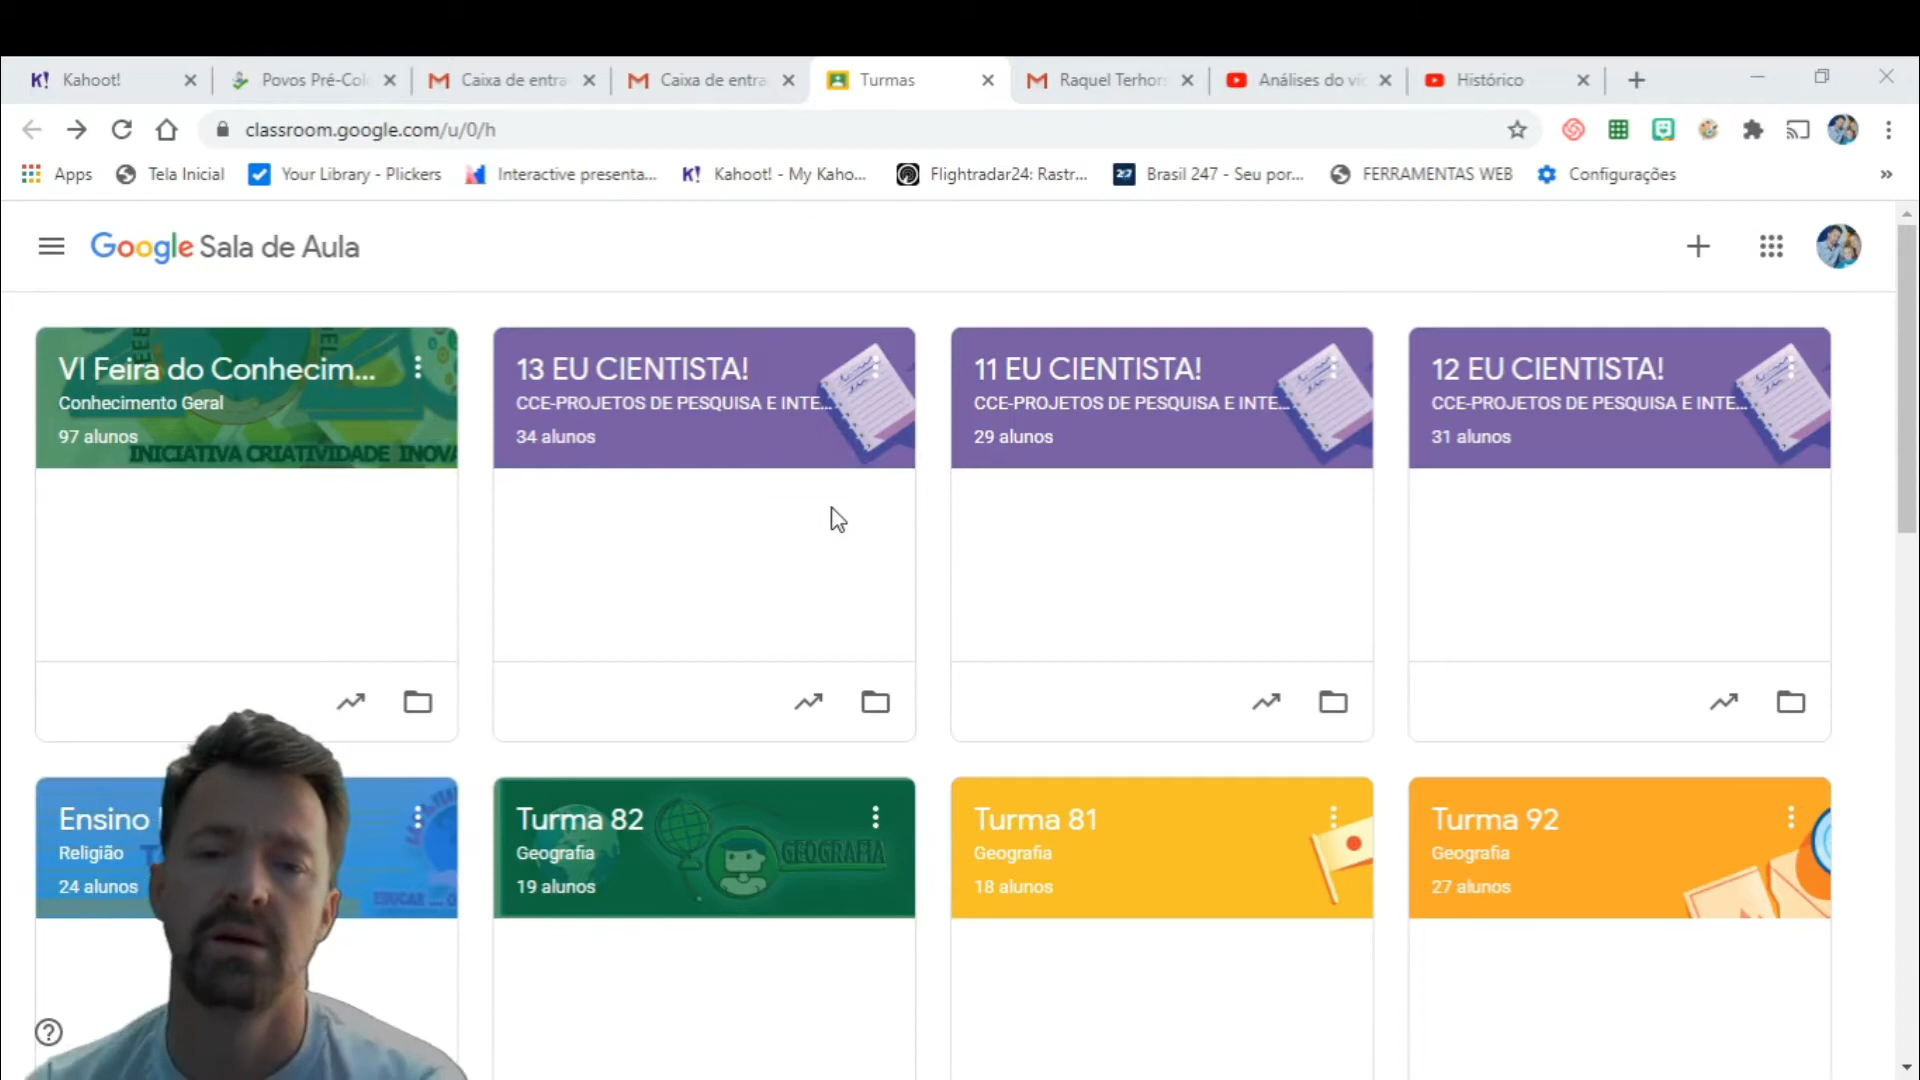 K! Kahoot!
Povos Pré-Col
Caixa de entra
Caixa de entra
Turmas
Raquel Terhor
Análises do ví
Histórico
classroom.google.com/u/0/h
Apps
Tela Inicial
Your Library - Plickers
Interactive presenta...
K! Kahoot! - My Kaho...
Flightradar24: Rastr...
247 Brasil 247 - Seu por...
FERRAMENTAS WEB
Configurações
»
Google Sala de Aula
VI Feira do Conhecim...
Conhecimento Geral
97 alunos
INICIATIVA CRIATIVIDADE INOVA
13 EU CIENTISTA!
CCE-PROJETOS DE PESQUISA E INTE...
34 alunos
11 EU CIENTISTA!
CCE-PROJETOS DE PESQUISA E INTE...
29 alunos
12 EU CIENTISTA!
CCE-PROJETOS DE PESQUISA E INTE...
31 alunos
Ensino
Religião
24 alunos
EDUCAR ... O
Turma 82
Geografia
19 alunos
GEOGRAFIA
Turma 81
Geografia
18 alunos
Turma 92
Geografia
27 alunos